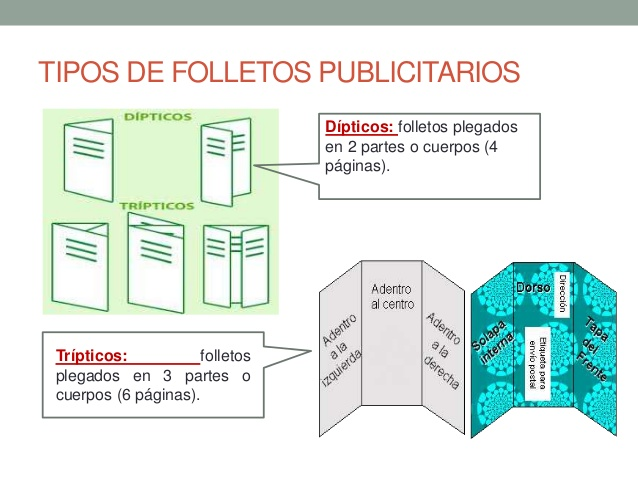 TIPOS DE FOLLETOS PUBLICITARIOS
DÍPTICOS:
Dípticos: folletos plegados
en 2 partes o cuerpos (4
páginas).
TRÍPTICOS:
Trípticos: folletos
plegados en 3 partes o
cuerpos (6 páginas).
Adentro
a la
izquierda
Adentro
al centro
Adentro
a la
derecha
Solapa
interna
Dorso
Dirección
Etiqueta para
envío postal
Tapa
del
Frente